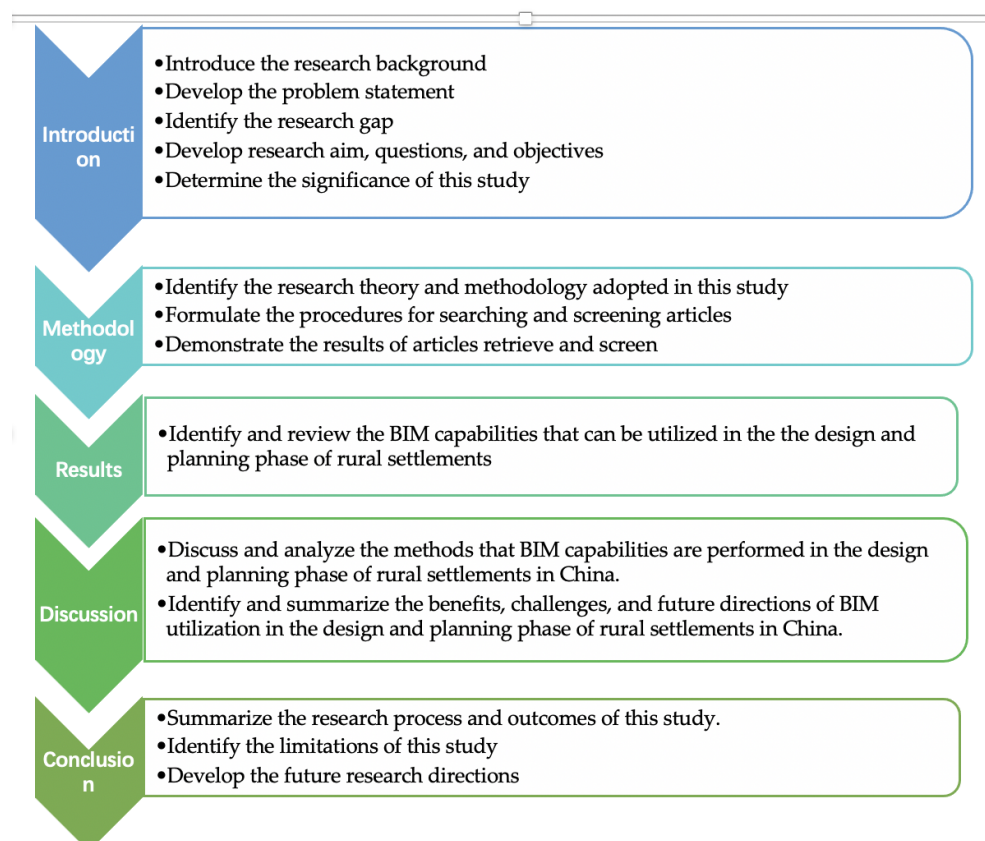 Introducti
on
•Introduce the research background
•Develop the problem statement
•Identify the research gap
•Develop research aim, questions, and objectives
•Determine the significance of this study
Methodol
ogy
•Identify the research theory and methodology adopted in this study
•Formulate the procedures for searching and screening articles
•Demonstrate the results of articles retrieve and screen
Results
•Identify and review the BIM capabilities that can be utilized in the the design and
planning phase of rural settlements
Discussion
•Discuss and analyze the methods that BIM capabilities are performed in the design
and planning phase of rural settlements in China.
•Identify and summarize the benefits, challenges, and future directions of BIM
utilization in the design and planning phase of rural settlements in China.
Conclusio
n
•Summarize the research process and outcomes of this study.
•Identify the limitations of this study
•Develop the future research directions